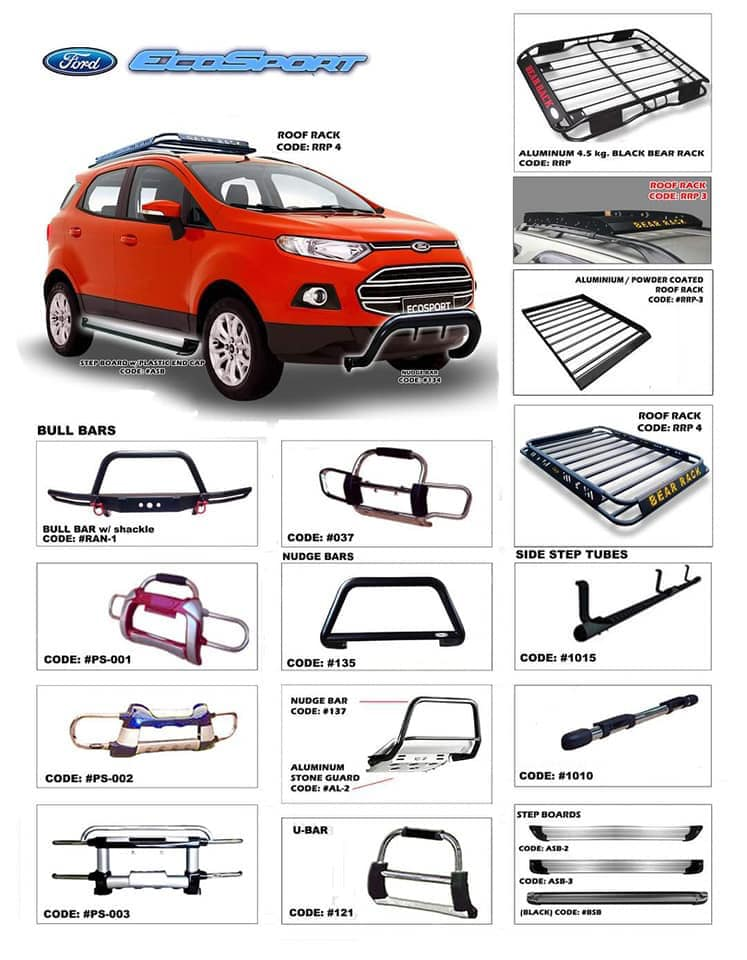 Ford EcoSport
ROOF RACK
CODE: RRP 4
ECOSPORT
STEP BOARD w/ PLASTIC END CAP
CODE: #ASB
NUDGE BAR
CODE: #134
BEAR RACK
ALUMINUM 4.5 kg. BLACK BEAR RACK
CODE: RRP
ROOF RACK
CODE: RRP 3
BEAR RACK
ALUMINIUM / POWDER COATED
ROOF RACK
CODE: #RRP-3
ROOF RACK
CODE: RRP 4
BEAR RACK
BULL BARS
BULL BAR w/ shackle
CODE: #RAN-1
CODE: #037
CODE: #PS-001
CODE: #PS-002
CODE: #PS-003
NUDGE BARS
CODE: #135
NUDGE BAR
CODE: #137
ALUMINUM
STONE GUARD
CODE: #AL-2
U-BAR
CODE: #121
SIDE STEP TUBES
CODE: #1015
CODE: #1010
STEP BOARDS
CODE: ASB-2
CODE: ASB-3
(BLACK) CODE: #BSB